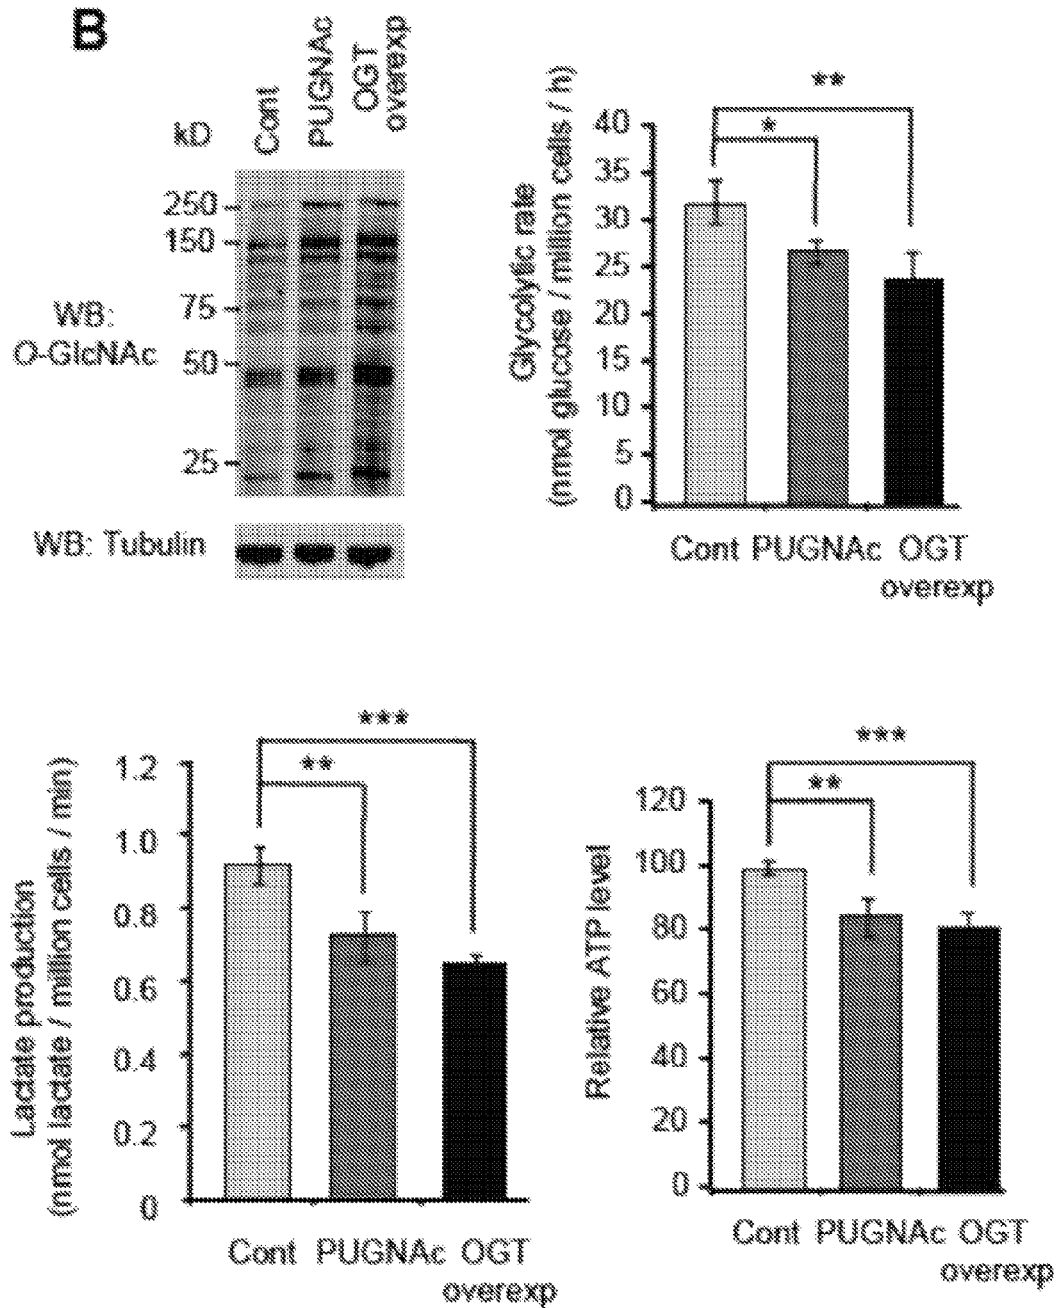 B
kD
Cont
PUGNAc
OGT
overexp
250
150
75
50
25
WB:
O-GlcNAc
WB: Tubulin
**
*
Glycolytic rate
(nmol glucose / million cells / h)
40
35
30
25
20
15
10
5
0
Cont PUGNAc OGT
overexp
***
**
Lactate production
(nmol lactate / million cells / min)
1.2
1.0
0.8
0.6
0.4
0.2
0
Cont PUGNAc OGT
overexp
***
**
Relative ATP level
120
100
80
60
40
20
0
Cont PUGNAc OGT
overexp